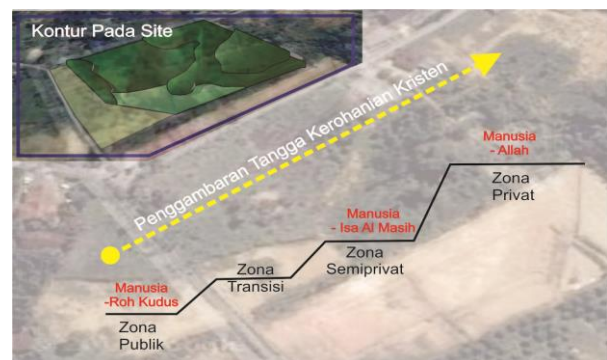 Kontur Pada Site
Penggambaran Tangga Kerohanian Kristen
Manusia
- Allah
Zona
Privat
Manusia
- Isa Al Masih
Zona
Semiprivat
Zona
Transisi
Manusia
-Roh Kudus
Zona
Publik